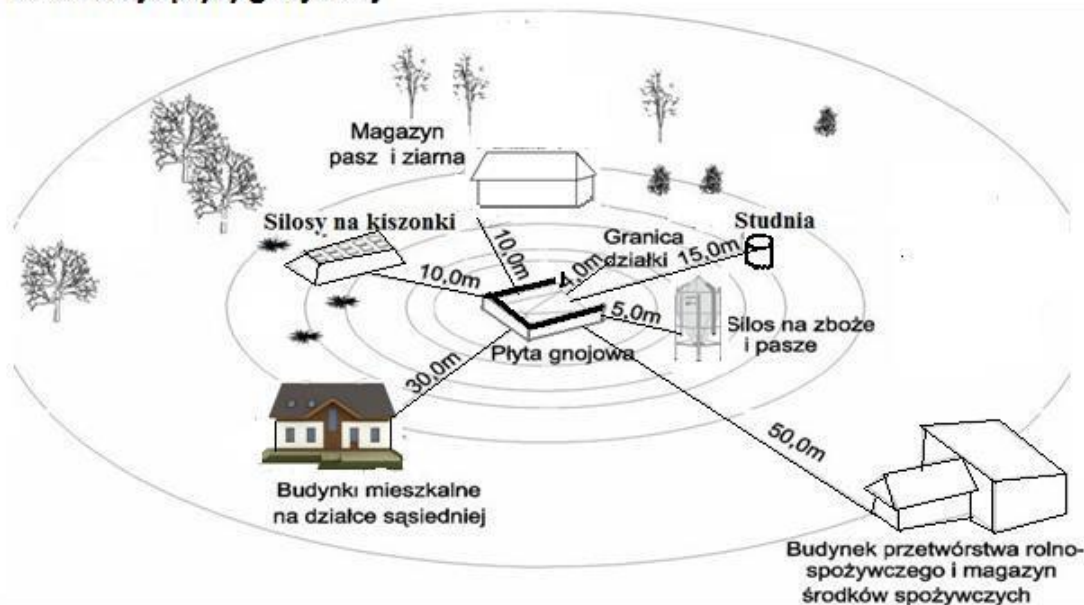 Magazyn
pasz i ziarna
Silosy na kiszonki
Studnia
Granica
działki
10,0m
10,0m
4,0m
15,0m
5,0m
Silos na zboże
i pasze
Płyta gnojowa
30,0m
50,0m
Budynki mieszkalne
na działce sąsiedniej
Budynek przetwórstwa rolno-
spożywczego i magazyn
środków spożywczych